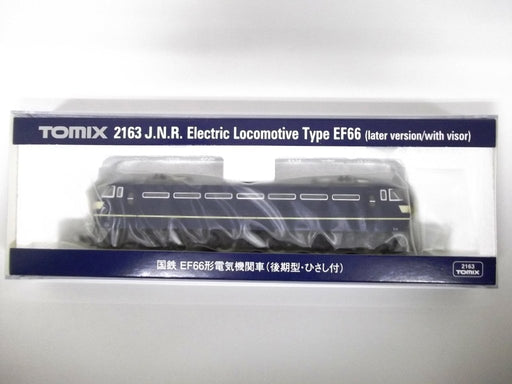 TOMIX 2163 J.N.R. Electric Locomotive Type EF66 (later version/with visor)
国鉄 EF66形電気機関車(後期型・ひさし付)
2163
TOMIX